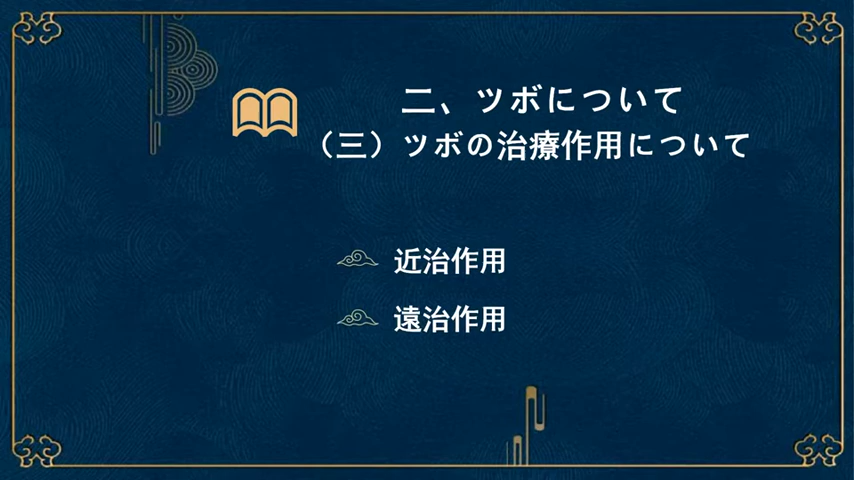 二、ツボについて
（三）ツボの治療作用について
近治作用
遠治作用